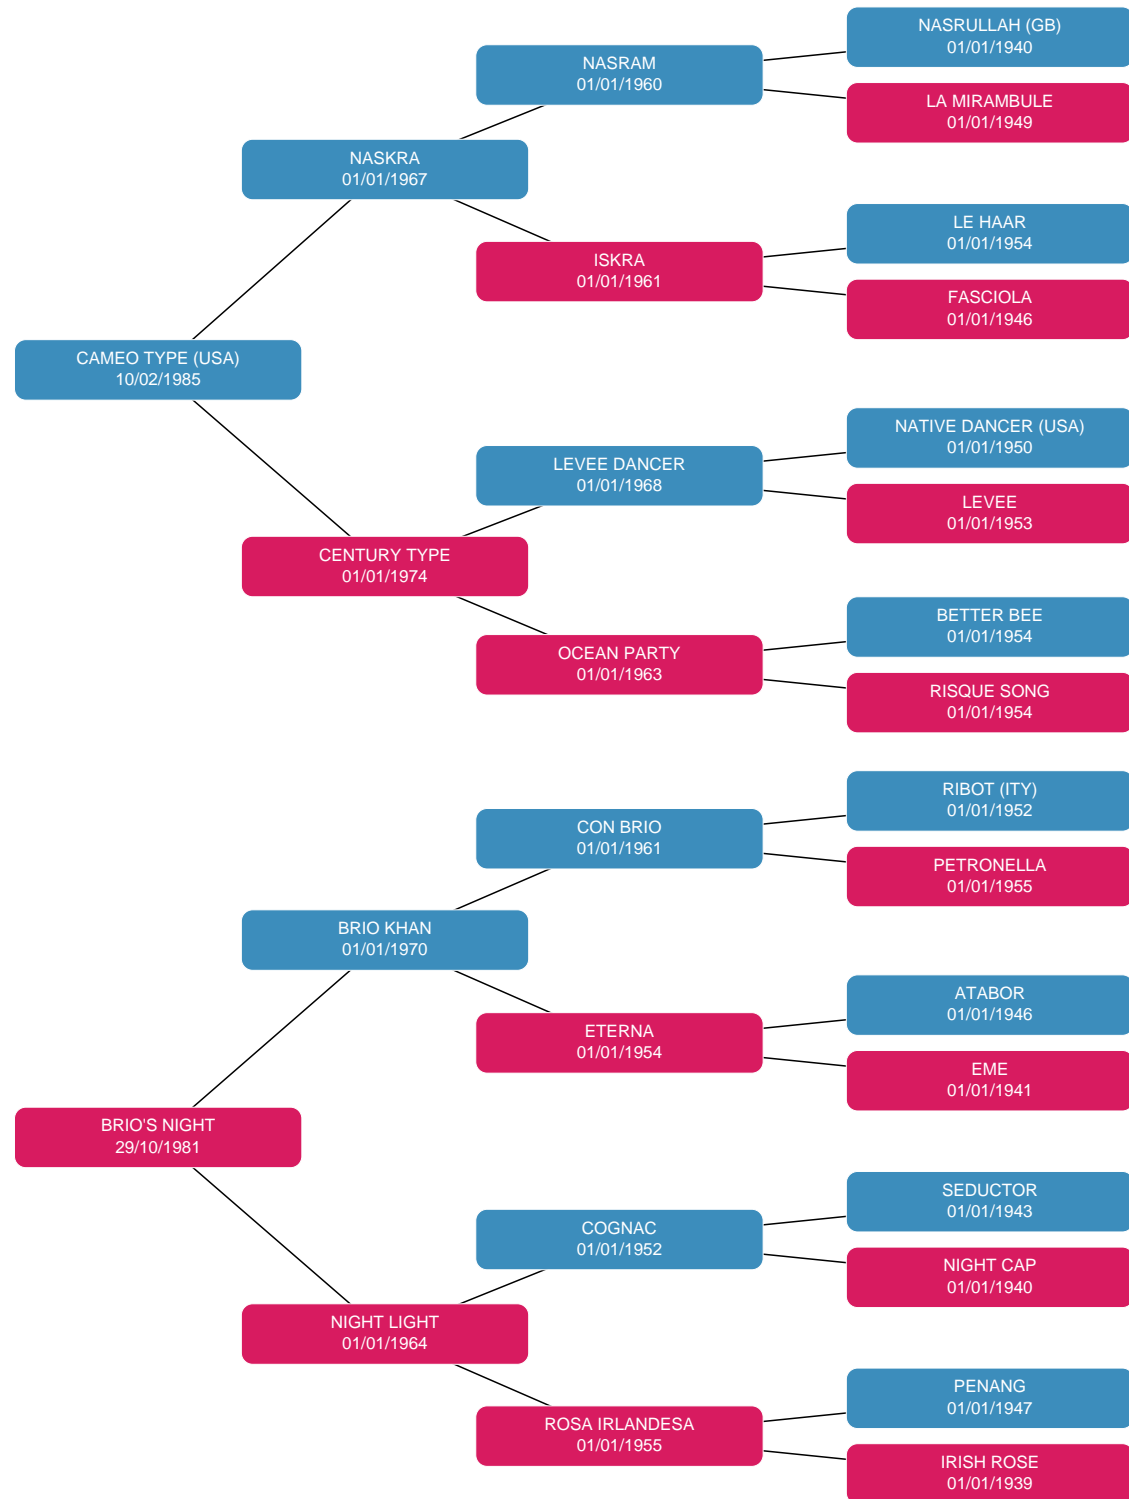 NASRULLAH (GB)
01/01/1940
NASRAM
01/01/1960
LA MIRAMBULE
01/01/1949
NASKRA
01/01/1967
LE HAAR
01/01/1954
ISKRA
01/01/1961
FASCIOLA
01/01/1946
CAMEO TYPE (USA)
10/02/1985
NATIVE DANCER (USA)
01/01/1950
LEVEE DANCER
01/01/1968
LEVEE
01/01/1953
CENTURY TYPE
01/01/1974
BETTER BEE
01/01/1954
OCEAN PARTY
01/01/1963
RISQUE SONG
01/01/1954
RIBOT (ITY)
01/01/1952
CON BRIO
01/01/1961
PETRONELLA
01/01/1955
BRIO KHAN
01/01/1970
ATABOR
01/01/1946
ETERNA
01/01/1954
EME
01/01/1941
BRIO'S NIGHT
29/10/1981
SEDUCTOR
01/01/1943
COGNAC
01/01/1952
NIGHT CAP
01/01/1940
NIGHT LIGHT
01/01/1964
PENANG
01/01/1947
ROSA IRLANDESA
01/01/1955
IRISH ROSE
01/01/1939